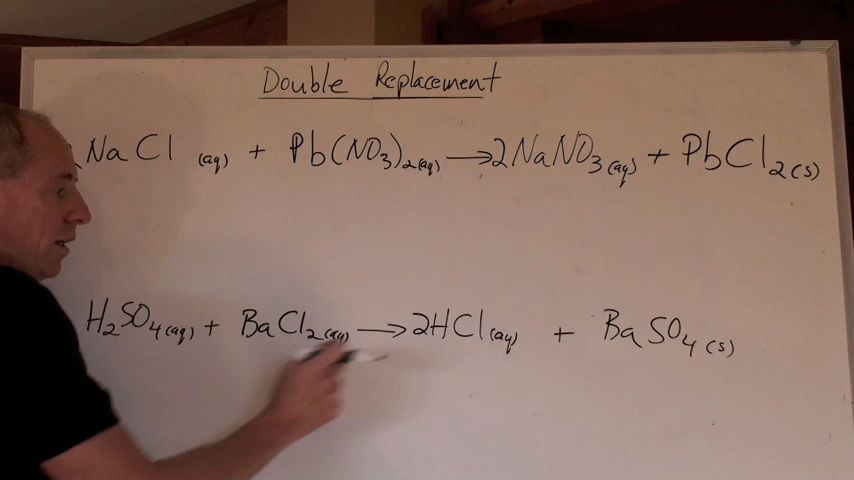 Double Replacement
NaCl (aq) + Pb(NO3)2(aq) → 2NaNO3(aq) + PbCl2(s)
H2SO4(aq) + BaCl2(aq) → 2HCl(aq) + BaSO4(s)